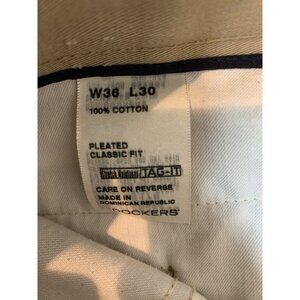 W36 L30
100% COTTON
PLEATED
CLASSIC FIT
TAG-IT
CARE ON REVERSE
MADE IN
DOMINICAN REPUBLIC
DOCKERS